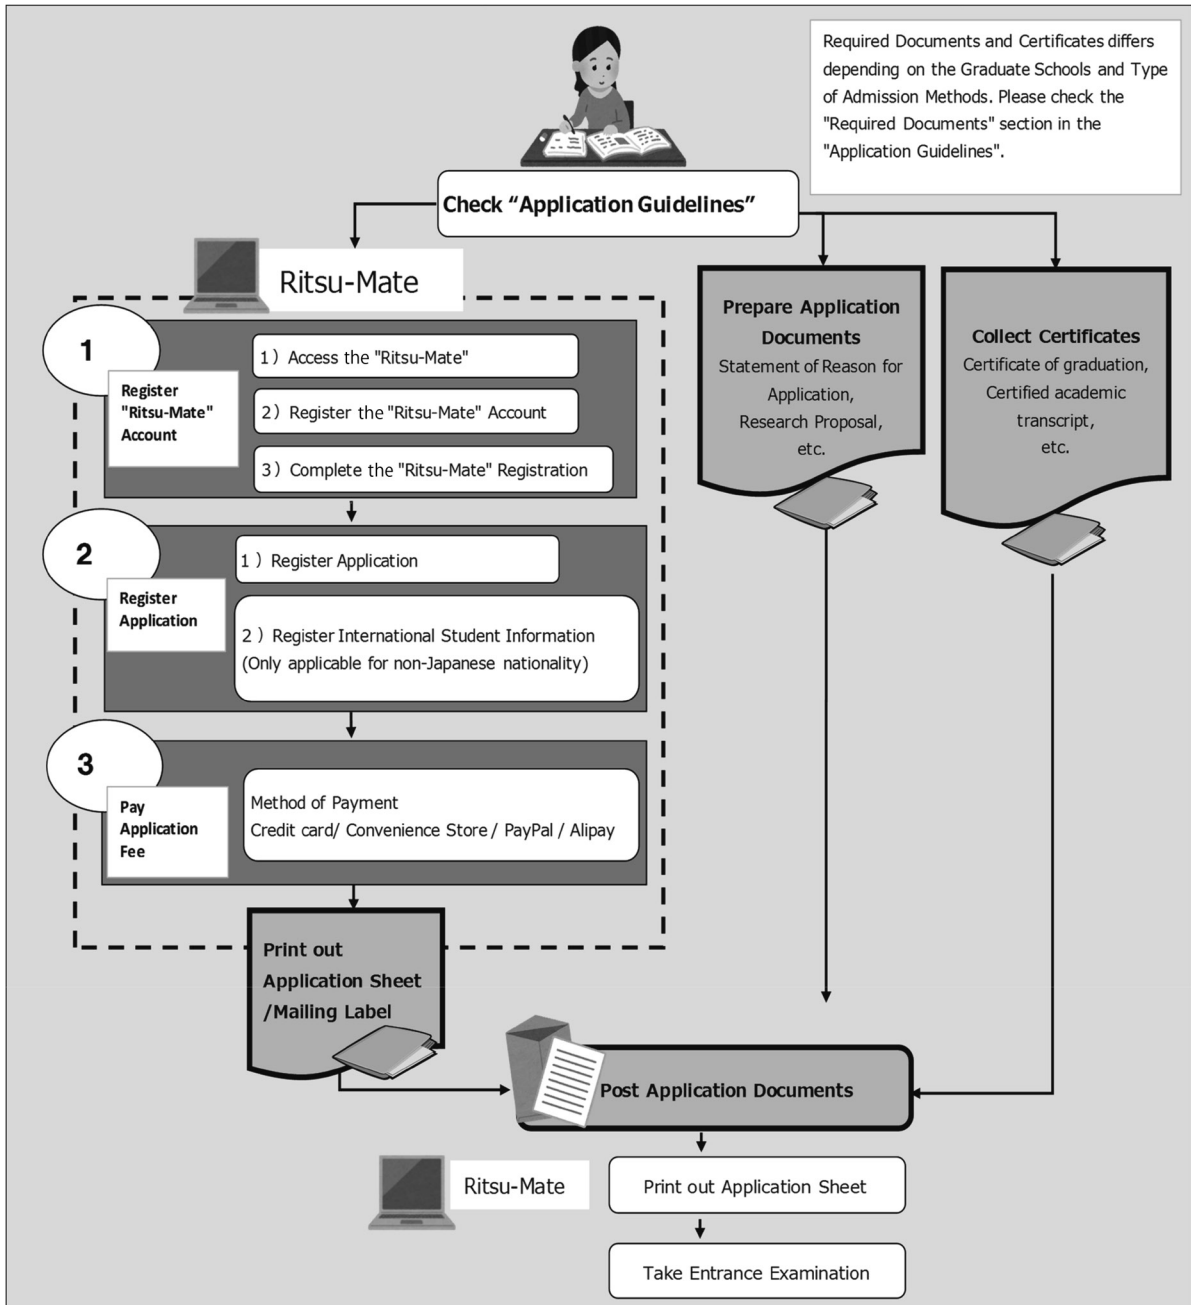 Required Documents and Certificates differs
depending on the Graduate Schools and Type
of Admission Methods. Please check the
"Required Documents" section in the
"Application Guidelines".
Check “Application Guidelines”
Ritsu-Mate
1
Register
"Ritsu-Mate"
Account
1) Access the "Ritsu-Mate"
2) Register the "Ritsu-Mate" Account
3) Complete the "Ritsu-Mate" Registration
2
Register
Application
1) Register Application
2) Register International Student Information
(Only applicable for non-Japanese nationality)
3
Pay
Application
Fee
Method of Payment
Credit card/ Convenience Store / PayPal / Alipay
Print out
Application Sheet
/Mailing Label
Prepare Application
Documents
Statement of Reason for
Application,
Research Proposal,
etc.
Collect Certificates
Certificate of graduation,
Certified academic
transcript,
etc.
Post Application Documents
Ritsu-Mate
Print out Application Sheet
Take Entrance Examination